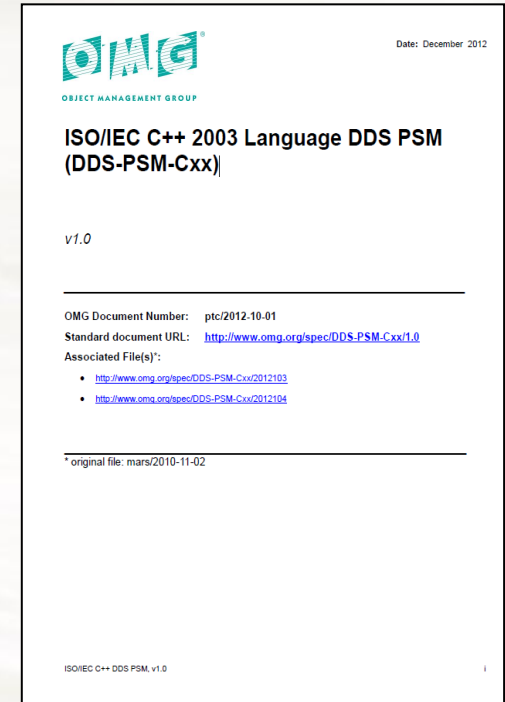 OMG®
OBJECT MANAGEMENT GROUP
Date: December 2012
ISO/IEC C++ 2003 Language DDS PSM
(DDS-PSM-Cxx)
v1.0
OMG Document Number: ptc/2012-10-01
Standard document URL: http://www.omg.org/spec/DDS-PSM-Cxx/1.0
Associated File(s)*:
• http://www.omg.org/spec/DDS-PSM-Cxx/2012103
• http://www.omg.org/spec/DDS-PSM-Cxx/2012104
* original file: mars/2010-11-02
ISO/IEC C++ DDS PSM, v1.0 i